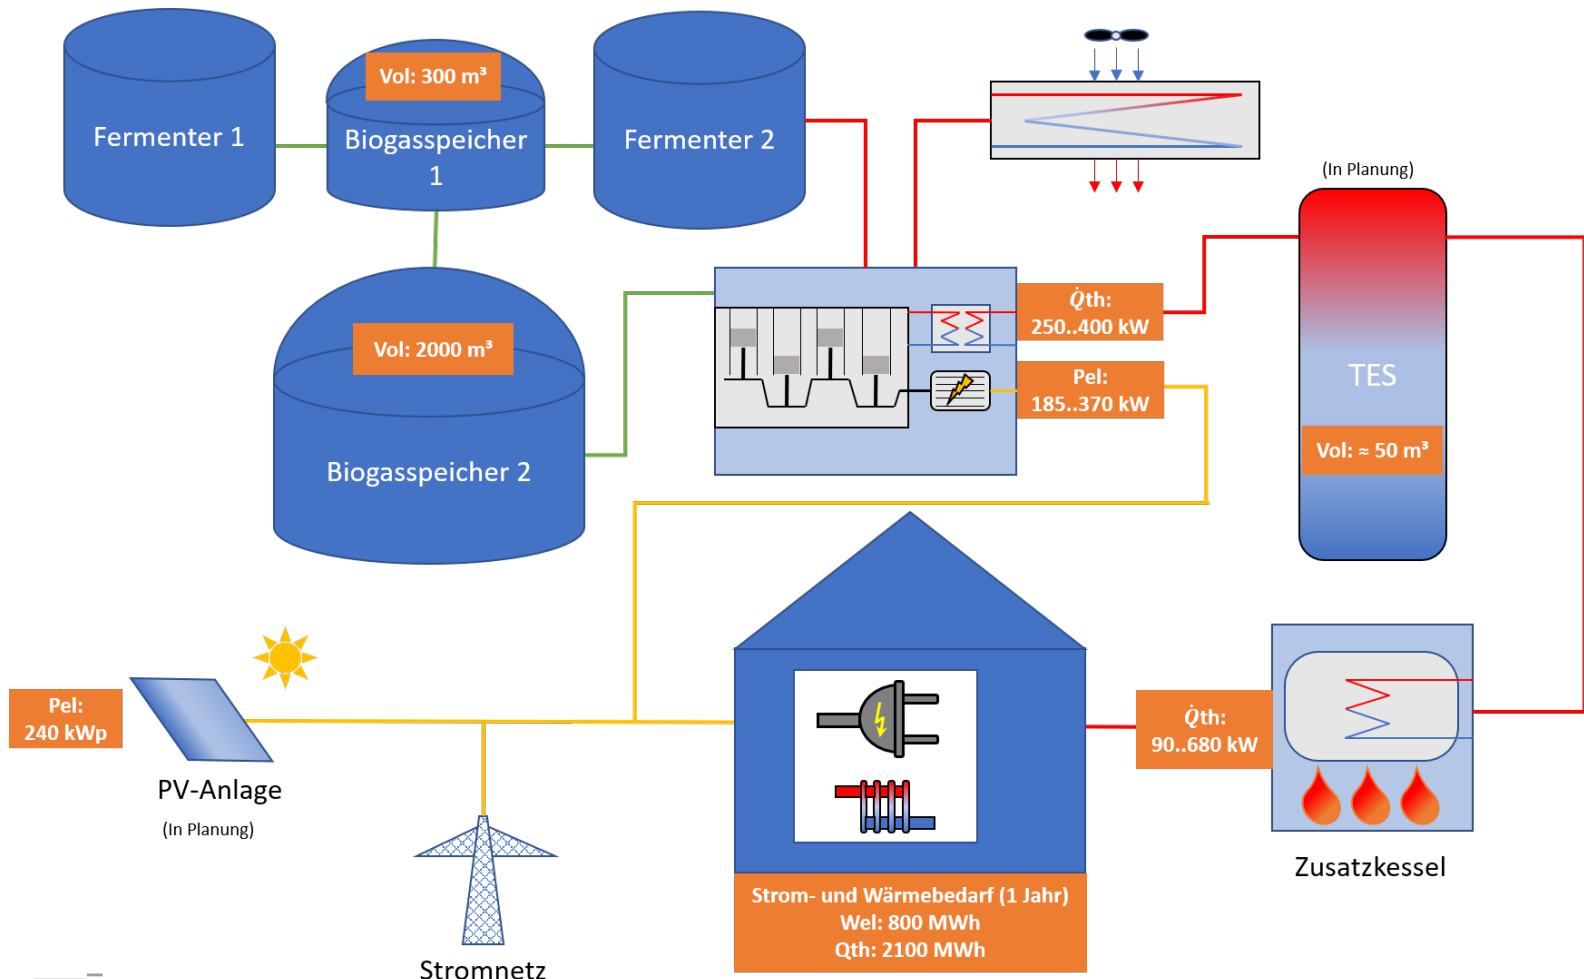 Fermenter 1
Vol: 300 m³
Biogasspeicher
1
Fermenter 2
(In Planung)
Vol: 2000 m³
Biogasspeicher 2
Q̇th:
250..400 kW
Pel:
185..370 kW
TES
Vol: ≈ 50 m³
Pel:
240 kWp
PV-Anlage
(In Planung)
Stromnetz
Strom- und Wärmebedarf (1 Jahr)
Wel: 800 MWh
Qth: 2100 MWh
Q̇th:
90..680 kW
Zusatzkessel